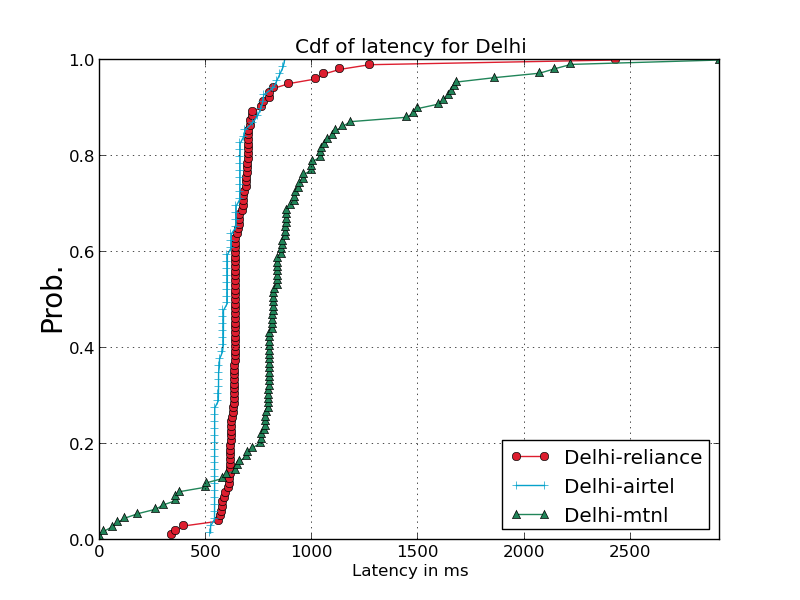 Cdf of latency for Delhi
1.0
0.8
0.6
0.4
0.2
0.0
Prob.
Delhi-reliance
Delhi-airtel
Delhi-mtnl
0 500 1000 1500 2000 2500
Latency in ms